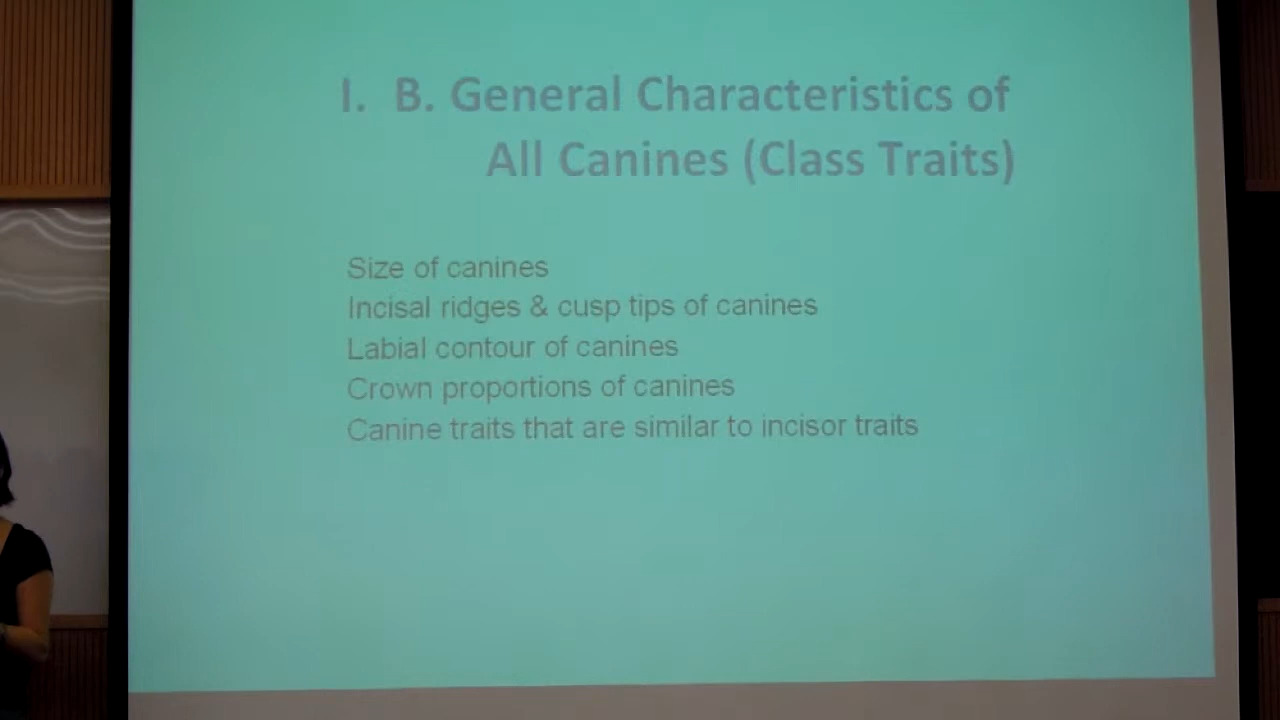 I. B. General Characteristics of
All Canines (Class Traits)
Size of canines
Incisal ridges & cusp tips of canines
Labial contour of canines
Crown proportions of canines
Canine traits that are similar to incisor traits